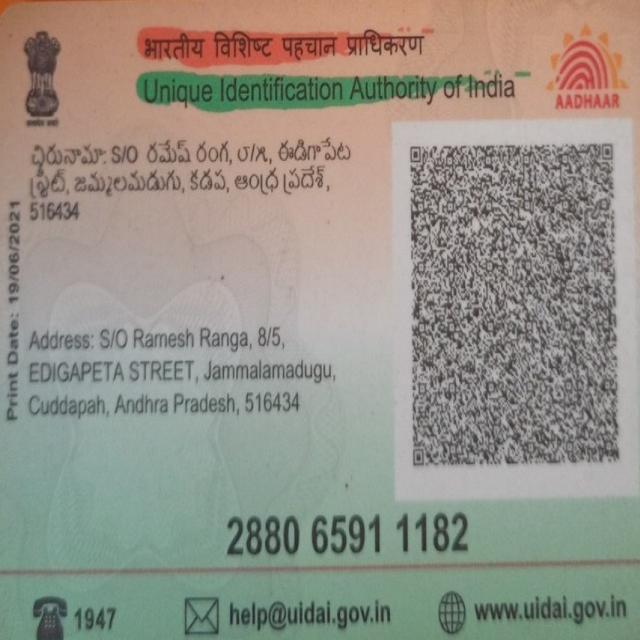 भारतीय विशिष्ट पहचान प्राधिकरण
Unique Identification Authority of India
AADHAAR
చిరునామా: S/O రమేష్ రంగ, ౮/౫, ఈడిగాపేట
స్ట్రీట్, జమ్మలమడుగు, కడప, ఆంధ్ర ప్రదేశ్,
516434
Print Date: 19/06/2021
Address: S/O Ramesh Ranga, 8/5,
EDIGAPETA STREET, Jammalamadugu,
Cuddapah, Andhra Pradesh, 516434
2880 6591 1182
1947
help@uidai.gov.in
www.uidai.gov.in